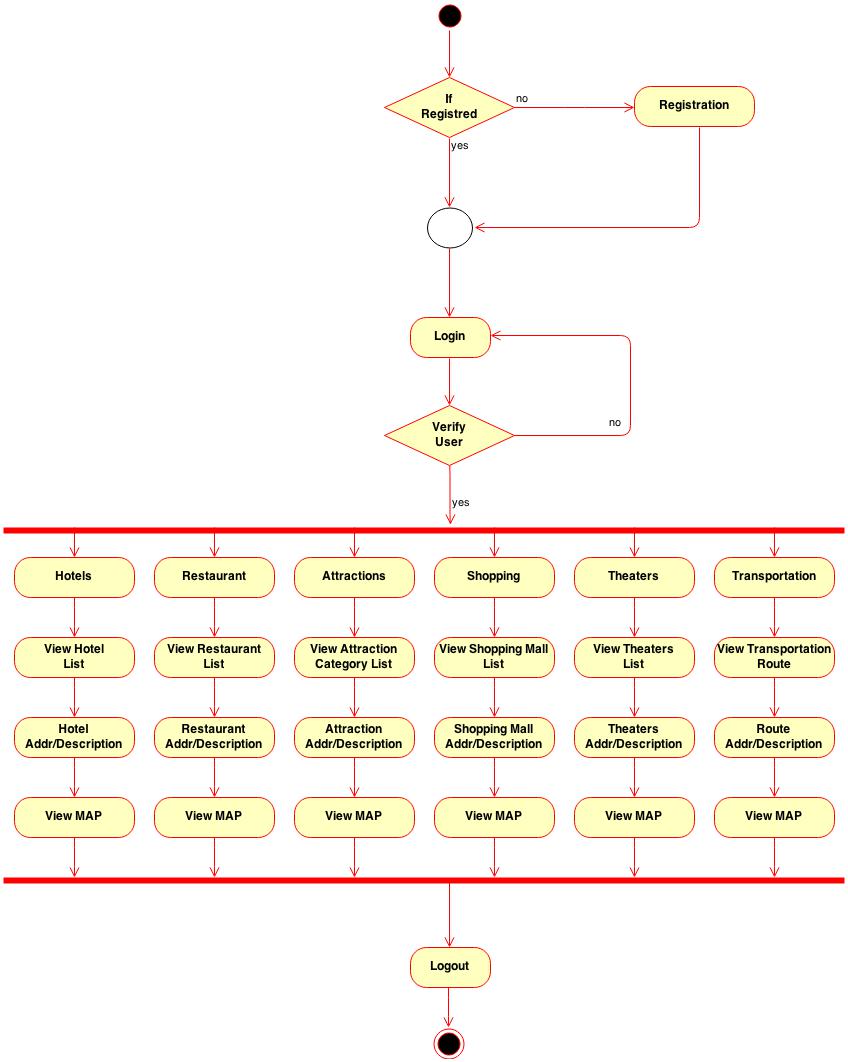 If
Registred
no
Registration
yes
Login
Verify
User
no
yes
Hotels
Restaurant
Attractions
Shopping
Theaters
Transportation
View Hotel
List
View Restaurant
List
View Attraction
Category List
View Shopping Mall
List
View Theaters
List
View Transportation
Route
Hotel
Addr/Description
Restaurant
Addr/Description
Attraction
Addr/Description
Shopping Mall
Addr/Description
Theaters
Addr/Description
Route
Addr/Description
View MAP
View MAP
View MAP
View MAP
View MAP
View MAP
Logout